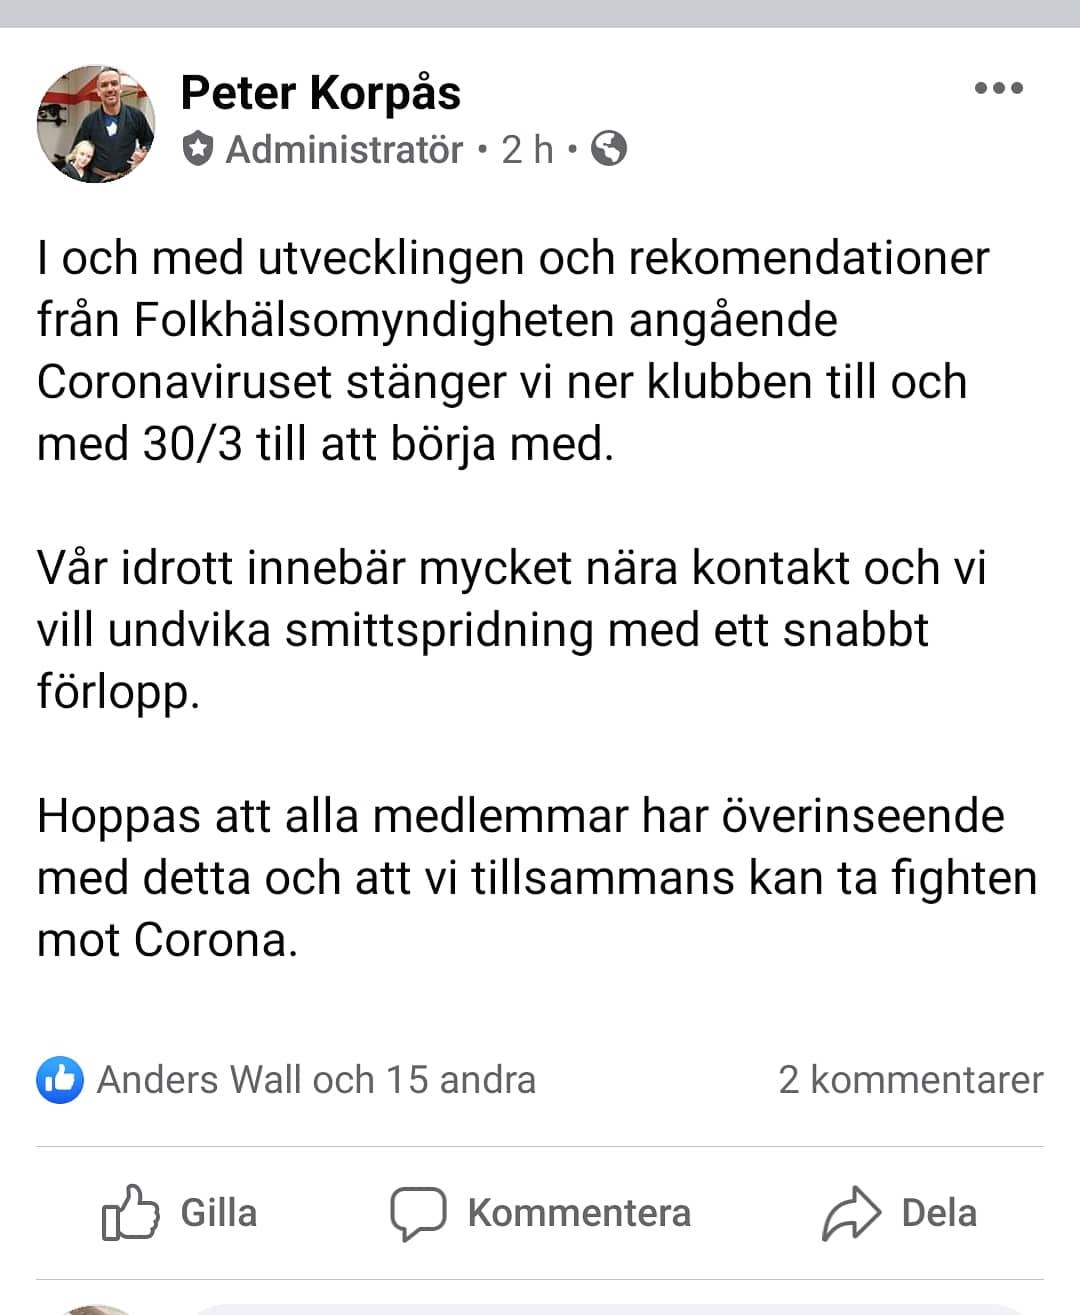 Peter Korpås
Administratör • 2 h •
I och med utvecklingen och rekomendationer
från Folkhälsomyndigheten angående
Coronaviruset stänger vi ner klubben till och
med 30/3 till att börja med.
Vår idrott innebär mycket nära kontakt och vi
vill undvika smittspridning med ett snabbt
förlopp.
Hoppas att alla medlemmar har överinseende
med detta och att vi tillsammans kan ta fighten
mot Corona.
Anders Wall och 15 andra 2 kommentarer
Gilla Kommentera Dela